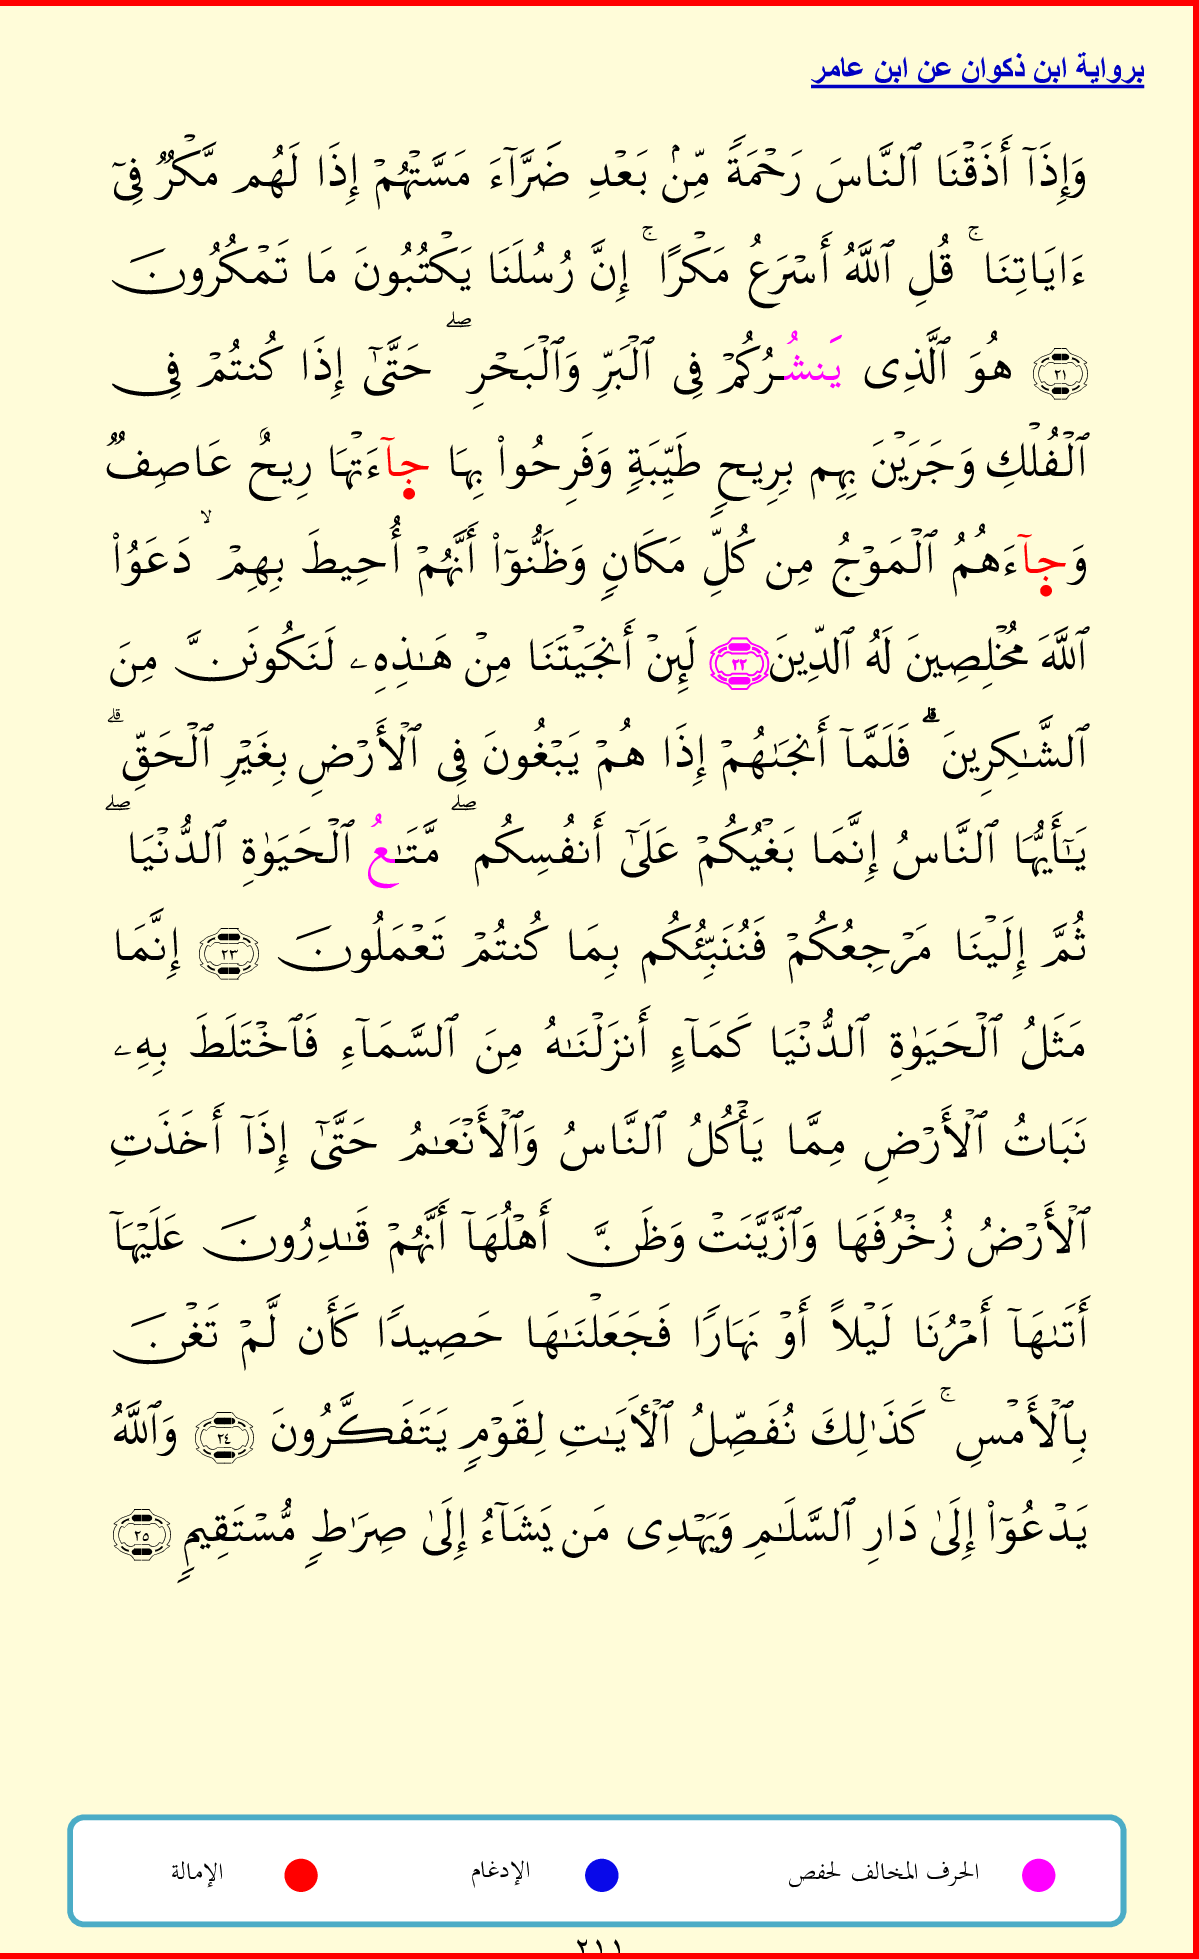 برواية ابن ذكوان عن ابن عامر
وَإِذَآ أَذَقۡنَا ٱلنَّاسَ رَحۡمَةٗ مِّنۢ بَعۡدِ ضَرَّآءَ مَسَّتۡهُمۡ إِذَا لَهُم مَّكۡرٞ فِيٓ
ءَايَاتِنَاۚ قُلِ ٱللَّهُ أَسۡرَعُ مَكۡرًاۚ إِنَّ رُسُلَنَا يَكۡتُبُونَ مَا تَمۡكُرُونَ
٢١ هُوَ ٱلَّذِي يَنشُرُكُمۡ فِي ٱلۡبَرِّ وَٱلۡبَحۡرِۖ حَتَّىٰٓ إِذَا كُنتُمۡ فِي
ٱلۡفُلۡكِ وَجَرَيۡنَ بِهِم بِرِيحٖ طَيِّبَةٖ وَفَرِحُواْ بِهَا جَآءَتۡهَا رِيحٌ عَاصِفٞ
وَجَآءَهُمُ ٱلۡمَوۡجُ مِن كُلِّ مَكَانٖ وَظَنُّوٓاْ أَنَّهُمۡ أُحِيطَ بِهِمۡۙ دَعَوُاْ
ٱللَّهَ مُخۡلِصِينَ لَهُ ٱلدِّينَ ٢٢ لَئِنۡ أَنجَيۡتَنَا مِنۡ هَٰذِهِۦ لَنَكُونَنَّ مِنَ
ٱلشَّٰكِرِينَۗ فَلَمَّآ أَنجَىٰهُمۡ إِذَا هُمۡ يَبۡغُونَ فِي ٱلۡأَرۡضِ بِغَيۡرِ ٱلۡحَقِّۗ
يَٰٓأَيُّهَا ٱلنَّاسُ إِنَّمَا بَغۡيُكُمۡ عَلَىٰٓ أَنفُسِكُمۖ مَّتَٰعُ ٱلۡحَيَوٰةِ ٱلدُّنۡيَاۖ
ثُمَّ إِلَيۡنَا مَرۡجِعُكُمۡ فَنُنَبِّئُكُم بِمَا كُنتُمۡ تَعۡمَلُونَ ٢٣ إِنَّمَا
مَثَلُ ٱلۡحَيَوٰةِ ٱلدُّنۡيَا كَمَآءٍ أَنزَلۡنَٰهُ مِنَ ٱلسَّمَآءِ فَٱخۡتَلَطَ بِهِۦ
نَبَاتُ ٱلۡأَرۡضِ مِمَّا يَأۡكُلُ ٱلنَّاسُ وَٱلۡأَنۡعَٰمُ حَتَّىٰٓ إِذَآ أَخَذَتِ
ٱلۡأَرۡضُ زُخۡرُفَهَا وَٱزَّيَّنَتۡ وَظَنَّ أَهۡلُهَآ أَنَّهُمۡ قَٰدِرُونَ عَلَيۡهَآ
أَتَىٰهَآ أَمۡرُنَا لَيۡلًا أَوۡ نَهَارٗا فَجَعَلۡنَٰهَا حَصِيدٗا كَأَن لَّمۡ تَغۡنَ
بِٱلۡأَمۡسِۚ كَذَٰلِكَ نُفَصِّلُ ٱلۡأٓيَٰتِ لِقَوۡمٖ يَتَفَكَّرُونَ ٢٤ وَٱللَّهُ
يَدۡعُوٓاْ إِلَىٰ دَارِ ٱلسَّلَٰمِ وَيَهۡدِي مَن يَشَآءُ إِلَىٰ صِرَٰطٖ مُّسۡتَقِيمٖ ٢٥
الحرف المخالف لحفص الإدغام الإمالة
٢١١